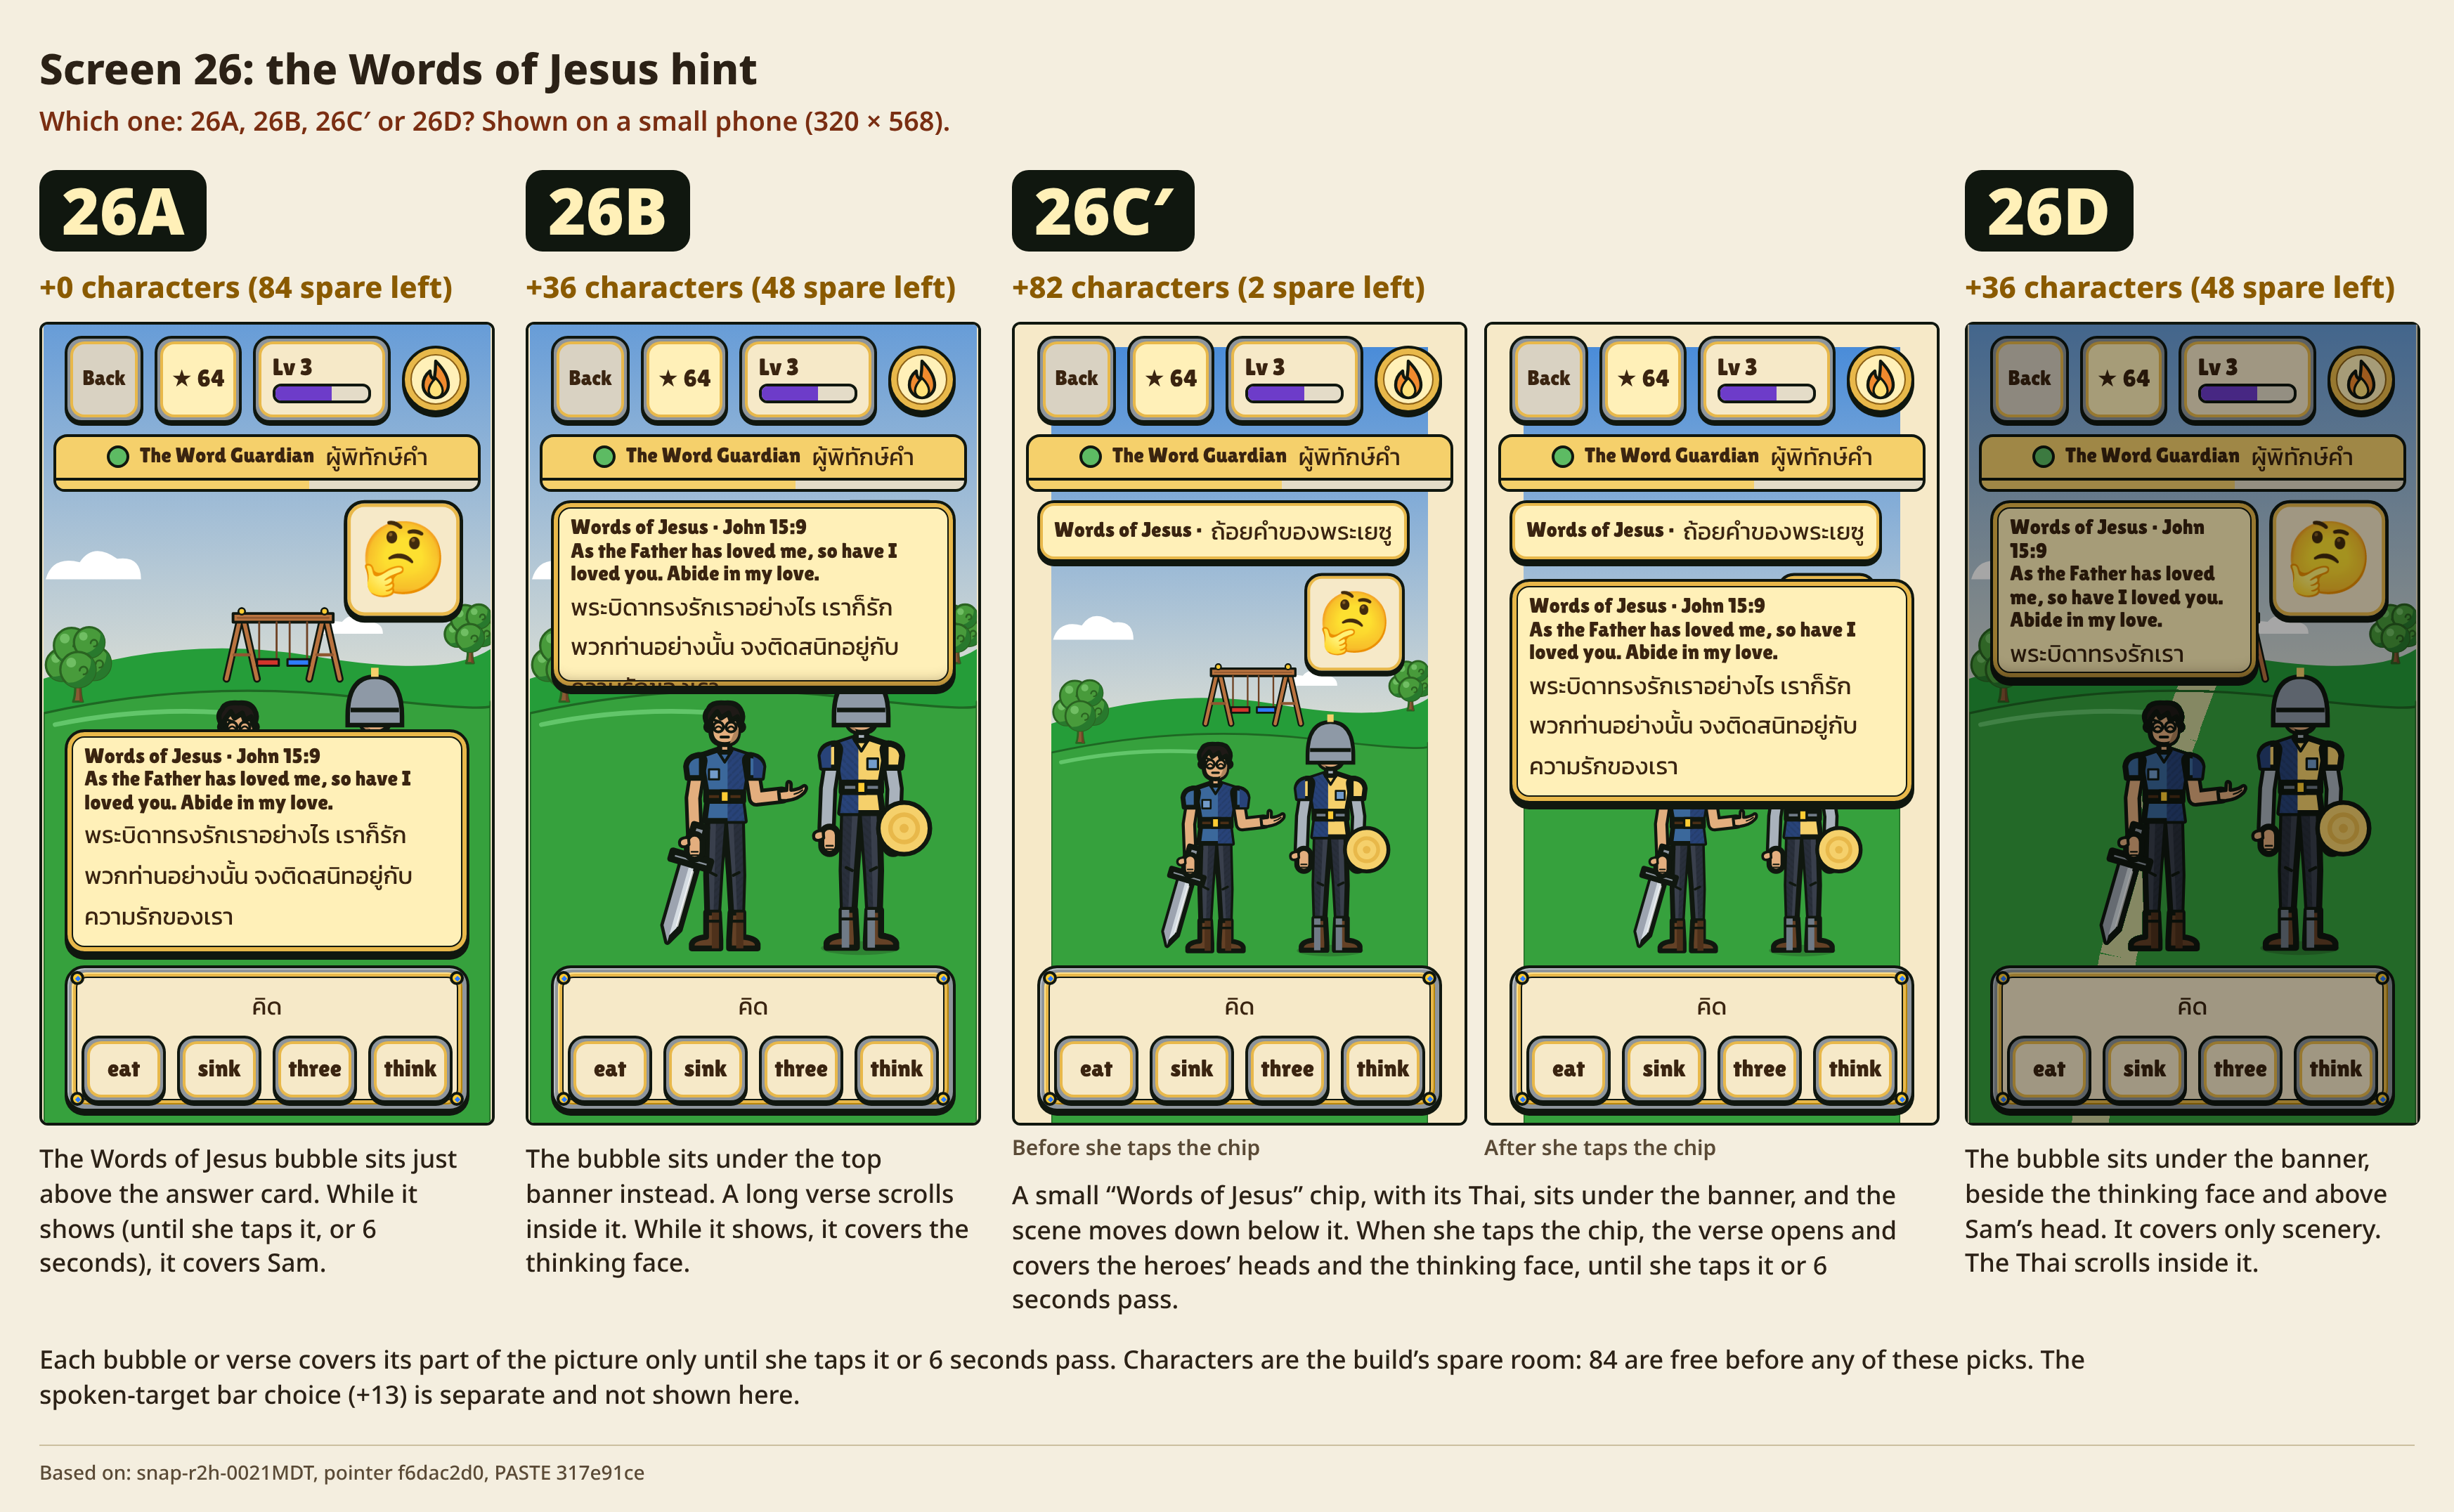 Screen 26: the Words of Jesus hint
Which one: 26A, 26B, 26C′ or 26D? Shown on a small phone (320 × 568).
26A
+0 characters (84 spare left)
Back
★ 64
Lv 3
The Word Guardian ผู้พิทักษ์คำ
Words of Jesus · John 15:9
As the Father has loved me, so have I
loved you. Abide in my love.
พระบิดาทรงรักเราอย่างไร เราก็รัก
พวกท่านอย่างนั้น จงติดสนิทอยู่กับ
ความรักของเรา
คิด
eat
sink
three
think
The Words of Jesus bubble sits just
above the answer card. While it
shows (until she taps it, or 6
seconds), it covers Sam.
26B
+36 characters (48 spare left)
Back
★ 64
Lv 3
The Word Guardian ผู้พิทักษ์คำ
Words of Jesus · John 15:9
As the Father has loved me, so have I
loved you. Abide in my love.
พระบิดาทรงรักเราอย่างไร เราก็รัก
พวกท่านอย่างนั้น จงติดสนิทอยู่กับ
คิด
eat
sink
three
think
The bubble sits under the top
banner instead. A long verse scrolls
inside it. While it shows, it covers the
thinking face.
26C′
+82 characters (2 spare left)
Back
★ 64
Lv 3
The Word Guardian ผู้พิทักษ์คำ
Words of Jesus · ถ้อยคำของพระเยซู
คิด
eat
sink
three
think
Before she taps the chip
Back
★ 64
Lv 3
The Word Guardian ผู้พิทักษ์คำ
Words of Jesus · ถ้อยคำของพระเยซู
Words of Jesus · John 15:9
As the Father has loved me, so have I
loved you. Abide in my love.
พระบิดาทรงรักเราอย่างไร เราก็รัก
พวกท่านอย่างนั้น จงติดสนิทอยู่กับ
ความรักของเรา
คิด
eat
sink
three
think
After she taps the chip
A small “Words of Jesus” chip, with its Thai, sits under the banner, and the
scene moves down below it. When she taps the chip, the verse opens and
covers the heroes’ heads and the thinking face, until she taps it or 6
seconds pass.
26D
+36 characters (48 spare left)
Back
★ 64
Lv 3
The Word Guardian ผู้พิทักษ์คำ
Words of Jesus · John
15:9
As the Father has loved
me, so have I loved you.
Abide in my love.
พระบิดาทรงรักเรา
คิด
eat
sink
three
think
The bubble sits under the banner,
beside the thinking face and above
Sam’s head. It covers only scenery.
The Thai scrolls inside it.
Each bubble or verse covers its part of the picture only until she taps it or 6 seconds pass. Characters are the build’s spare room: 84 are free before any of these picks. The
spoken-target bar choice (+13) is separate and not shown here.
Based on: snap-r2h-0021MDT, pointer f6dac2d0, PASTE 317e91ce